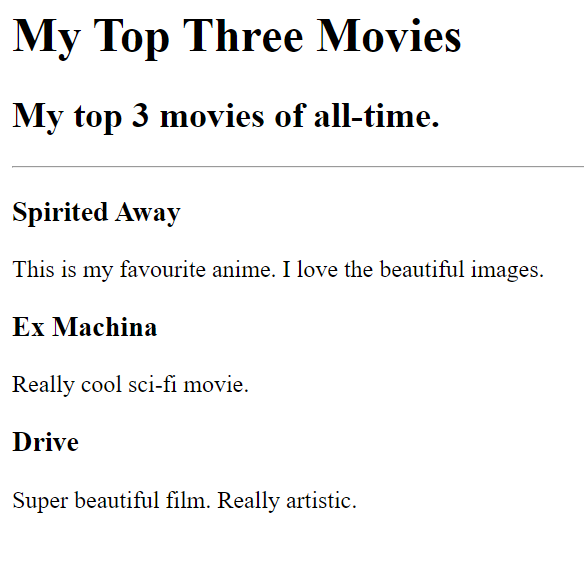 My Top Three Movies
My top 3 movies of all-time.
Spirited Away
This is my favourite anime. I love the beautiful images.
Ex Machina
Really cool sci-fi movie.
Drive
Super beautiful film. Really artistic.